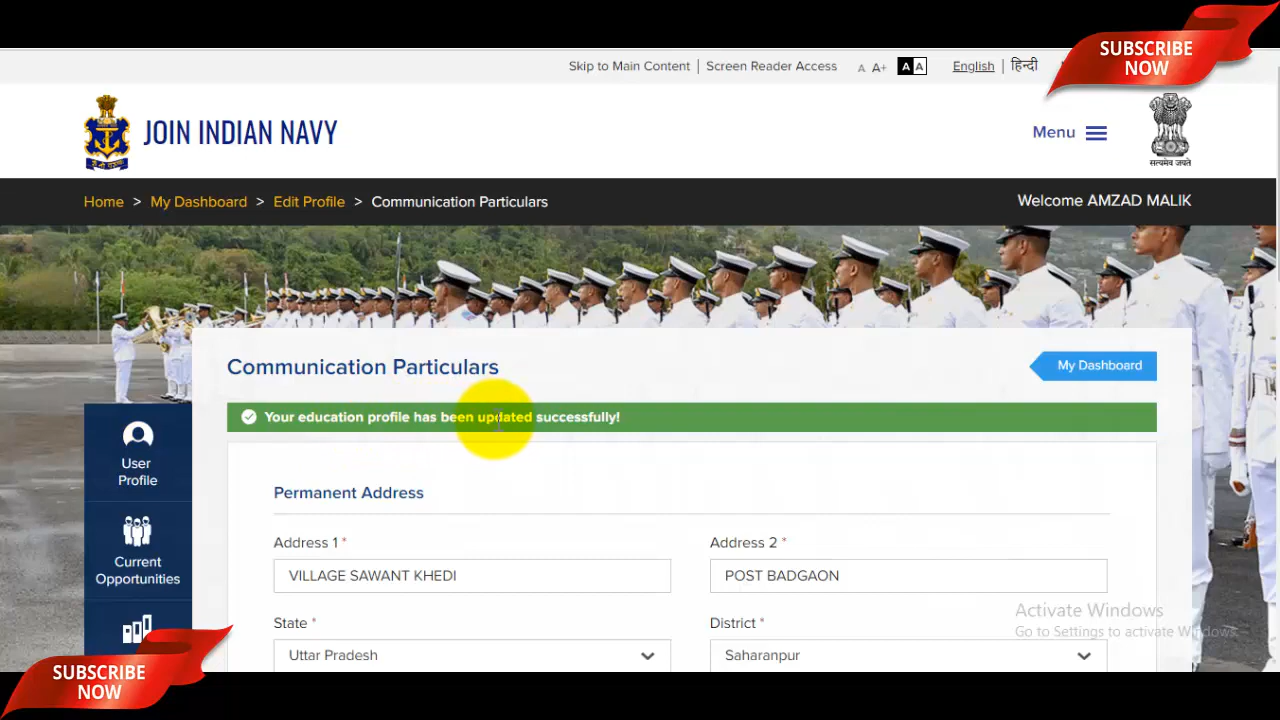 SUBSCRIBE
NOW
Skip to Main Content | Screen Reader Access A A+ A A English | हिन्दी
JOIN INDIAN NAVY
Menu
सत्यमेव जयते
Home > My Dashboard > Edit Profile > Communication Particulars
Welcome AMZAD MALIK
Communication Particulars
My Dashboard
Your education profile has been updated successfully!
User
Profile
Permanent Address
Address 1 *
Address 2 *
VILLAGE SAWANT KHEDI
POST BADGAON
Current
Opportunities
State *
District *
Uttar Pradesh
Saharanpur
Activate Windows
Go to Settings to activate Windows.
SUBSCRIBE
NOW